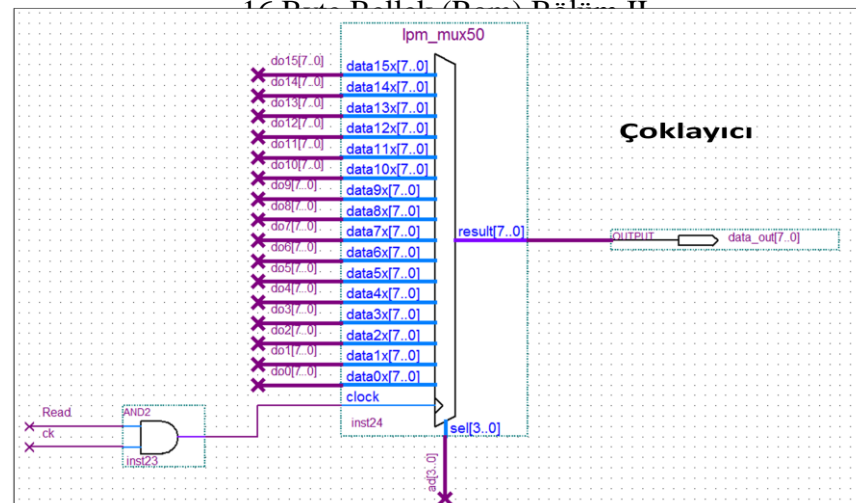 16 Byte Bellek (Ram) Bölüm II
lpm_mux50
do15[7..0]
data15x[7..0]
do14[7..0]
data14x[7..0]
do13[7..0]
data13x[7..0]
do12[7..0]
data12x[7..0]
do11[7..0]
data11x[7..0]
do10[7..0]
data10x[7..0]
do9[7..0]
data9x[7..0]
do8[7..0]
data8x[7..0]
do7[7..0]
data7x[7..0]
do6[7..0]
data6x[7..0]
do5[7..0]
data5x[7..0]
do4[7..0]
data4x[7..0]
do3[7..0]
data3x[7..0]
do2[7..0]
data2x[7..0]
do1[7..0]
data1x[7..0]
do0[7..0]
data0x[7..0]
clock
inst24
sel[3..0]
ad[3..0]
Çoklayıcı
result[7..0]
OUTPUT
data_out[7..0]
Read
ck
AND2
inst23